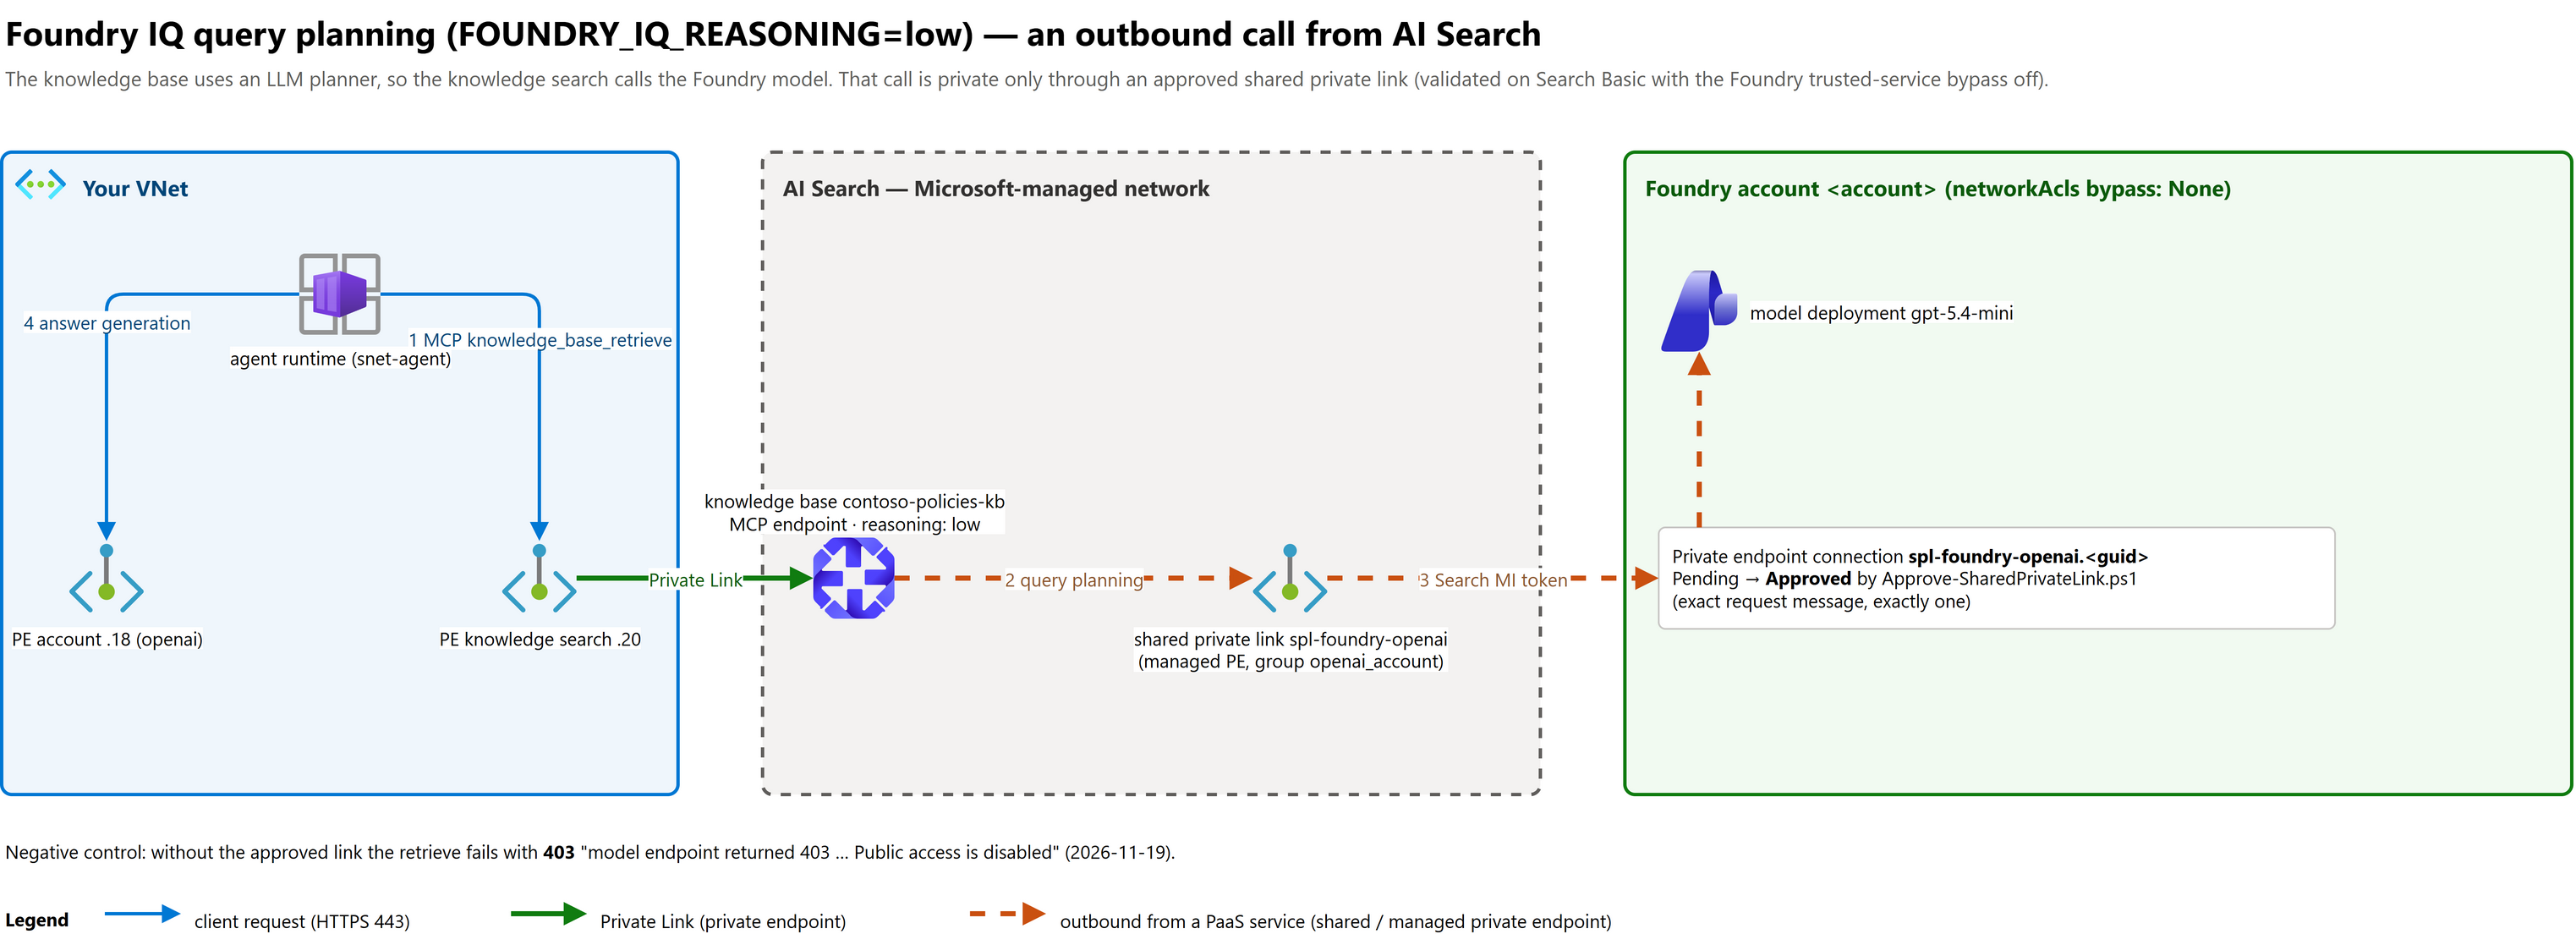 Foundry IQ query planning (FOUNDRY_IQ_REASONING=low) — an outbound call from AI Search
The knowledge base uses an LLM planner, so the knowledge search calls the Foundry model. That call is private only through an approved shared private link (validated on Search Basic with the Foundry trusted-service bypass off).
Your VNet
4 answer generation
1 MCP knowledge_base_retrieve
agent runtime (snet-agent)
PE account .18 (openai)
PE knowledge search .20
Private Link
AI Search — Microsoft-managed network
knowledge base contoso-policies-kb
MCP endpoint · reasoning: low
2 query planning
shared private link spl-foundry-openai
(managed PE, group openai_account)
3 Search MI token
Foundry account <account> (networkAcls bypass: None)
model deployment gpt-5.4-mini
Private endpoint connection spl-foundry-openai.<guid>
Pending → Approved by Approve-SharedPrivateLink.ps1
(exact request message, exactly one)
Negative control: without the approved link the retrieve fails with 403 "model endpoint returned 403 ... Public access is disabled" (2026-11-19).
Legend
client request (HTTPS 443)
Private Link (private endpoint)
outbound from a PaaS service (shared / managed private endpoint)